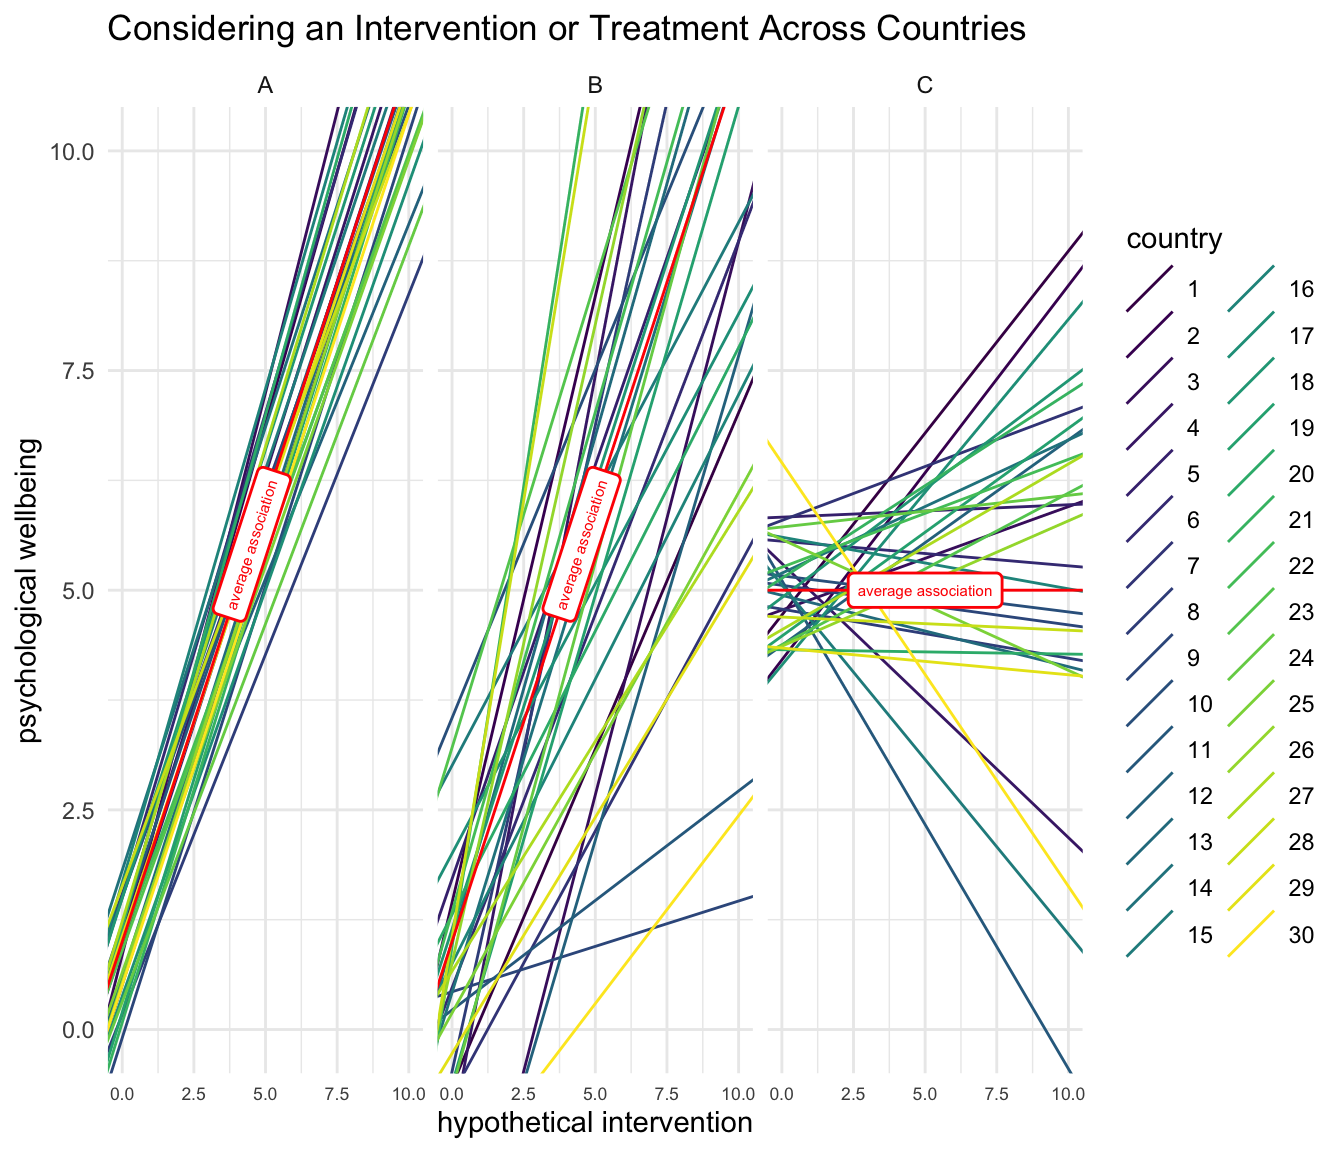 Considering an Intervention or Treatment Across Countries
A B C
10.0
7.5
5.0
2.5
0.0
psychological wellbeing
average association
average association
average association
0.0 2.5 5.0 7.5 10.0
0.0 2.5 5.0 7.5 10.0
0.0 2.5 5.0 7.5 10.0
hypothetical intervention
country
1 16
2 17
3 18
4 19
5 20
6 21
7 22
8 23
9 24
10 25
11 26
12 27
13 28
14 29
15 30